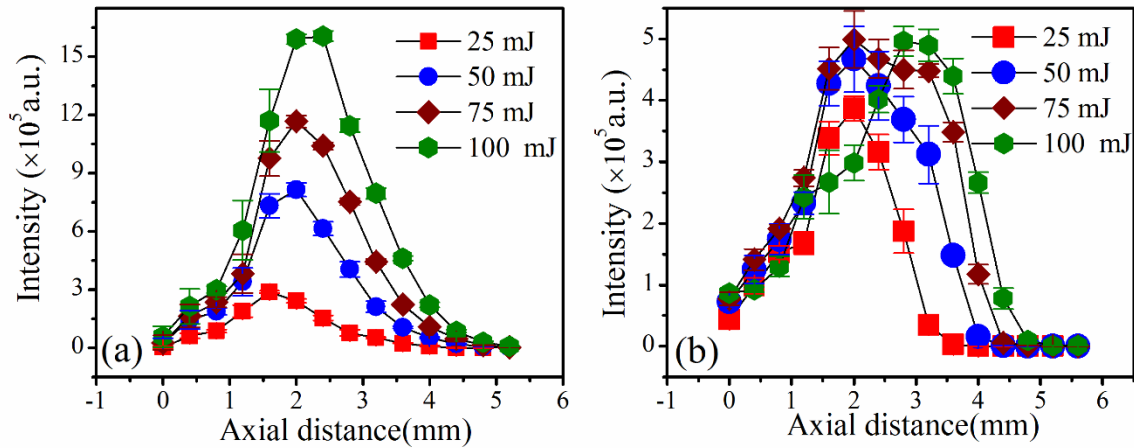 Intensity (×10⁵ a.u.)
15
12
9
6
3
0
25 mJ
50 mJ
75 mJ
100 mJ
(a)
-1 0 1 2 3 4 5 6
Axial distance(mm)
Intensity (×10⁵ a.u.)
5
4
3
2
1
0
25 mJ
50 mJ
75 mJ
100 mJ
(b)
-1 0 1 2 3 4 5 6
Axial distance(mm)